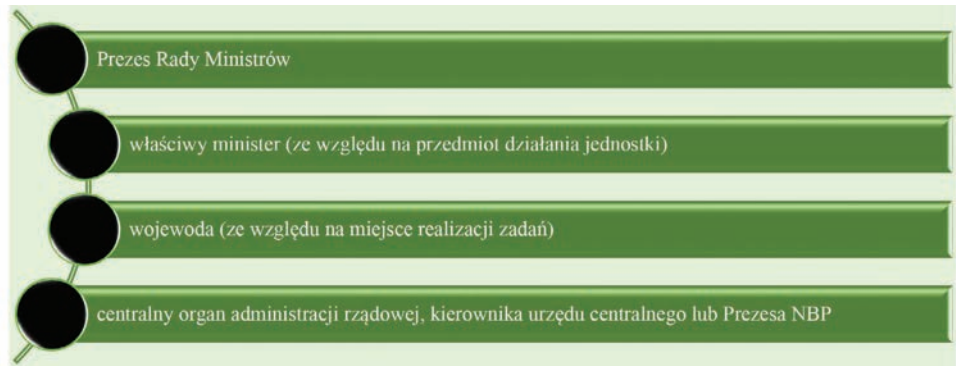 Prezes Rady Ministrów
właściwy minister (ze względu na przedmiot działania jednostki)
wojewoda (ze względu na miejsce realizacji zadań)
centralny organ administracji rządowej, kierownika urzędu centralnego lub Prezesa NBP